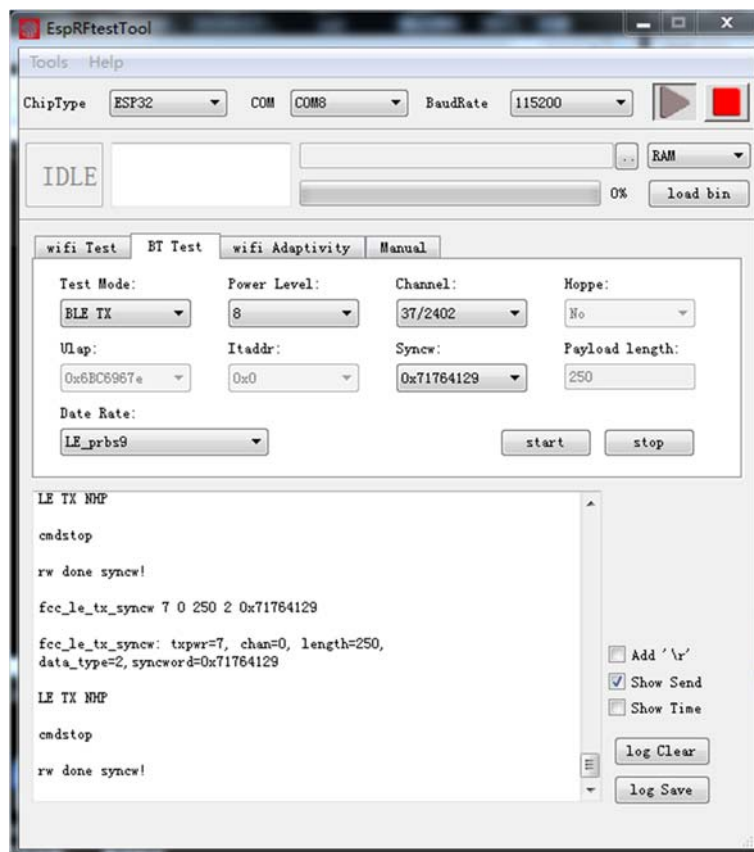 EspRFtestTool
Tools Help
ChipType ESP32 COM COM8 BaudRate 115200
IDLE .. RAM
0% load bin
wifi Test BT Test wifi Adaptivity Manual
Test Mode: Power Level: Channel: Hoppe:
BLE TX 8 37/2402 No
Ulap: Itaddr: Syncw: Payload length:
0x6BC6967e 0x0 0x71764129 250
Date Rate:
LE_prbs9 start stop
LE TX NHP
cmdstop
rw done syncw!
fcc_le_tx_syncw 7 0 250 2 0x71764129
fcc_le_tx_syncw: txpwr=7, chan=0, length=250,
data_type=2, syncword=0x71764129
LE TX NHP
cmdstop
rw done syncw!
Add '\r'
Show Send
Show Time
log Clear
log Save